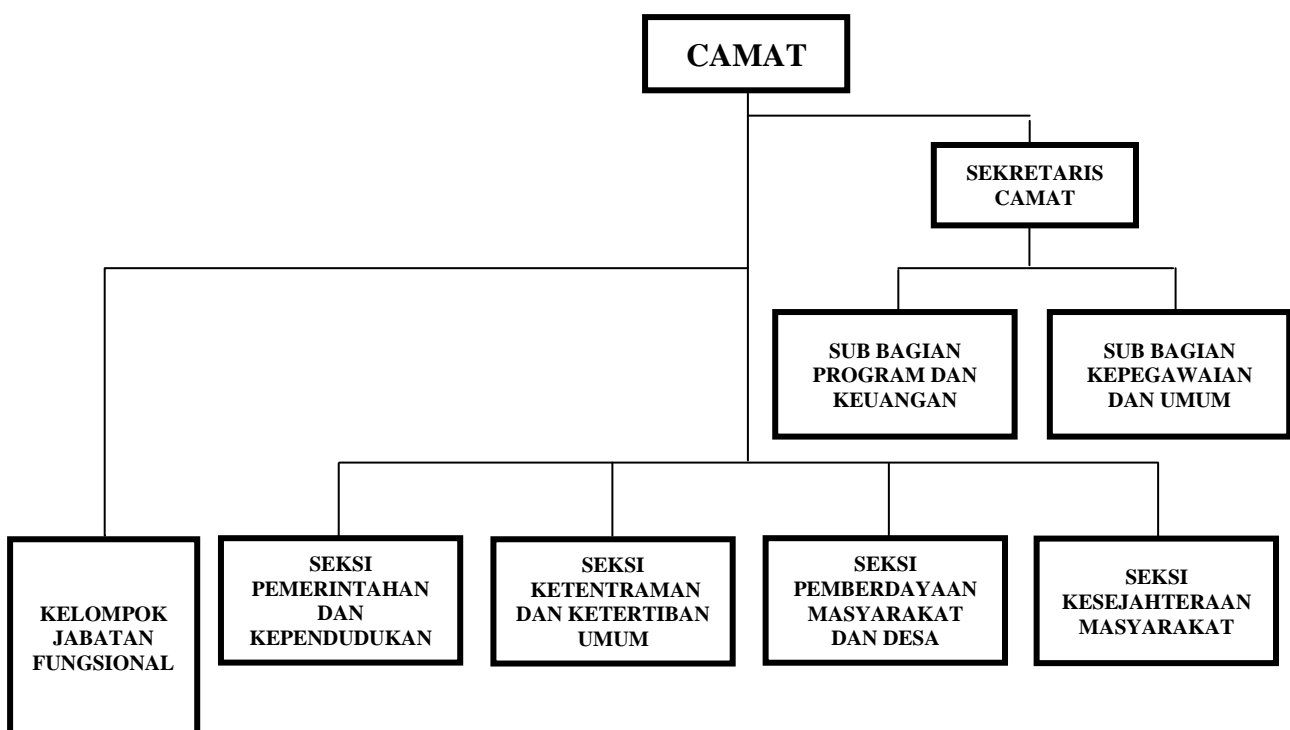 CAMAT
SEKRETARIS
CAMAT
SUB BAGIAN
PROGRAM DAN
KEUANGAN
SUB BAGIAN
KEPEGAWAIAN
DAN UMUM
KELOMPOK
JABATAN
FUNGSIONAL
SEKSI
PEMERINTAHAN
DAN
KEPENDUDUKAN
SEKSI
KETENTRAMAN
DAN KETERTIBAN
UMUM
SEKSI
PEMBERDAYAAN
MASYARAKAT
DAN DESA
SEKSI
KESEJAHTERAAN
MASYARAKAT